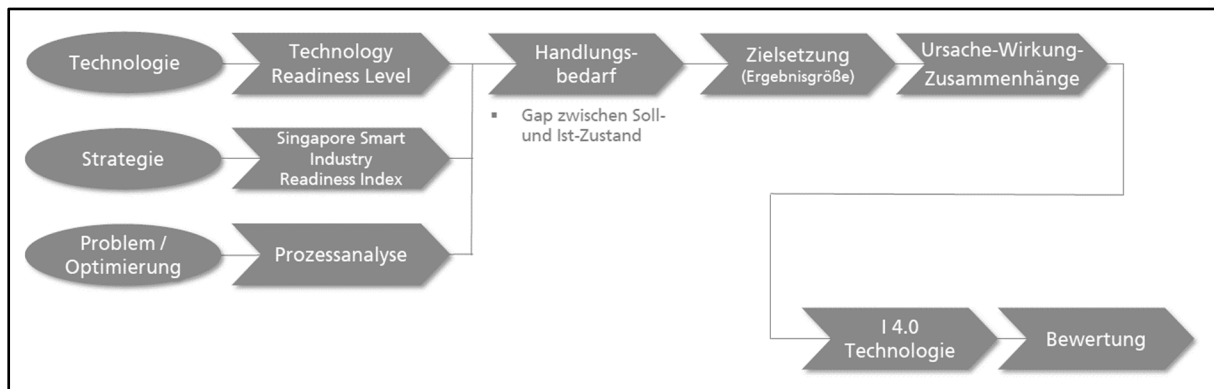 Technologie
Technology
Readiness Level
Handlungs-
bedarf
Zielsetzung
(Ergebnisgröße)
Ursache-Wirkung-
Zusammenhänge
▪ Gap zwischen Soll-
und Ist-Zustand
Strategie
Singapore Smart
Industry
Readiness Index
Problem /
Optimierung
Prozessanalyse
I 4.0
Technologie
Bewertung